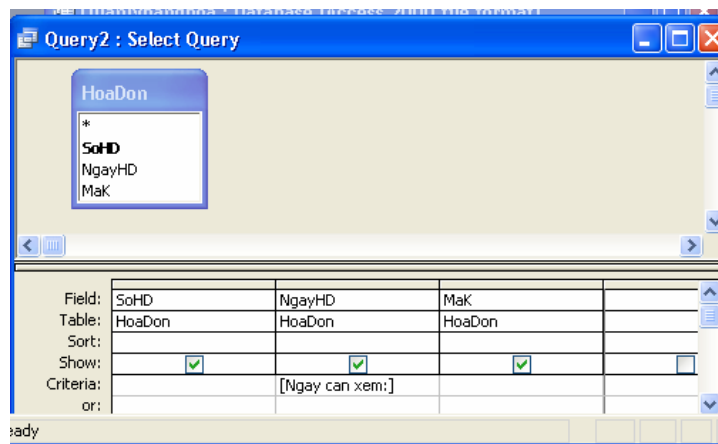 Query2 : Select Query
HoaDon
*
SoHD
NgayHD
MaK
Field: SoHD NgayHD MaK
Table: HoaDon HoaDon HoaDon
Sort:
Show:
Criteria: [Ngay can xem:]
or:
eady